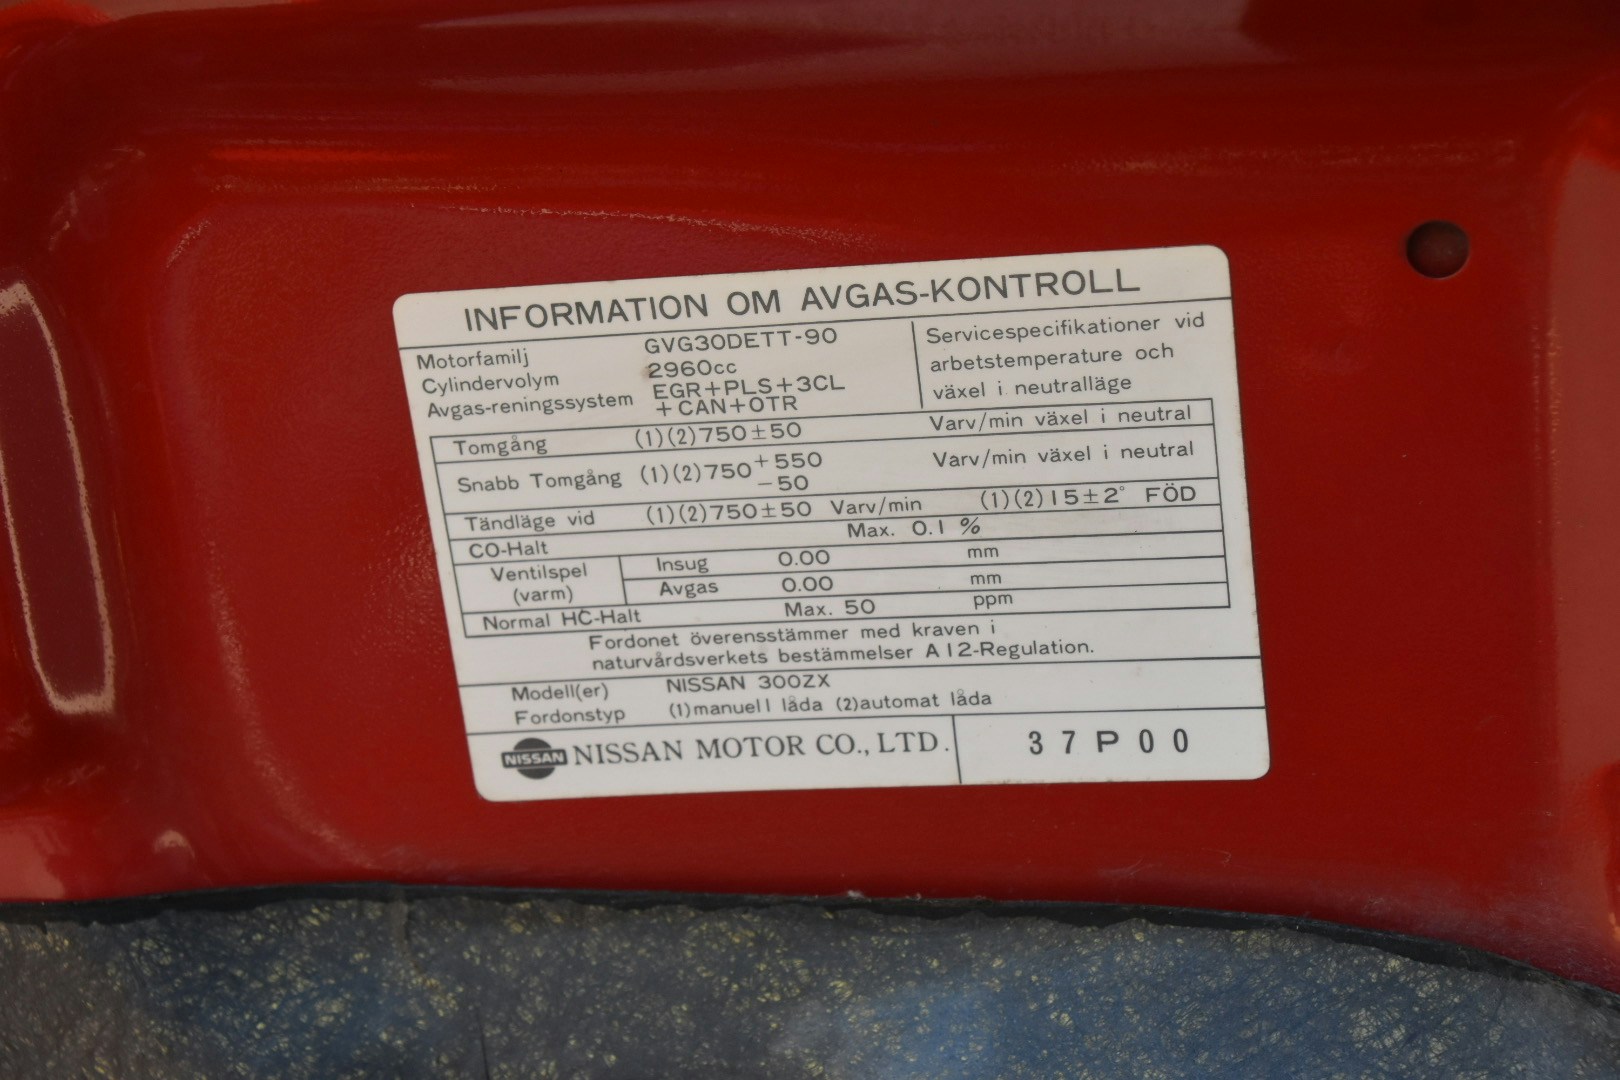 INFORMATION OM AVGAS-KONTROLL
Motorfamilj GVG30DETT-90
Cylindervolym 2960cc
Avgas-reningssystem EGR+PLS+3CL
+CAN+OTR
Servicespecifikationer vid
arbetstemperature och
växel i neutralläge
Tomgång (1)(2)750±50 Varv/min växel i neutral
Snabb Tomgång (1)(2)750 +550 -50 Varv/min växel i neutral
Tändläge vid (1)(2)750±50 Varv/min (1)(2)15±2° FÖD
CO-Halt Max. 0.1 %
Ventilspel (varm) Insug 0.00 mm
Avgas 0.00 mm
Normal HC-Halt Max. 50 ppm
Fordonet överensstämmer med kraven i
naturvårdsverkets bestämmelser A12-Regulation.
Modell(er) NISSAN 300ZX
Fordonstyp (1)manuell låda (2)automat låda
NISSAN NISSAN MOTOR CO., LTD. 37P00